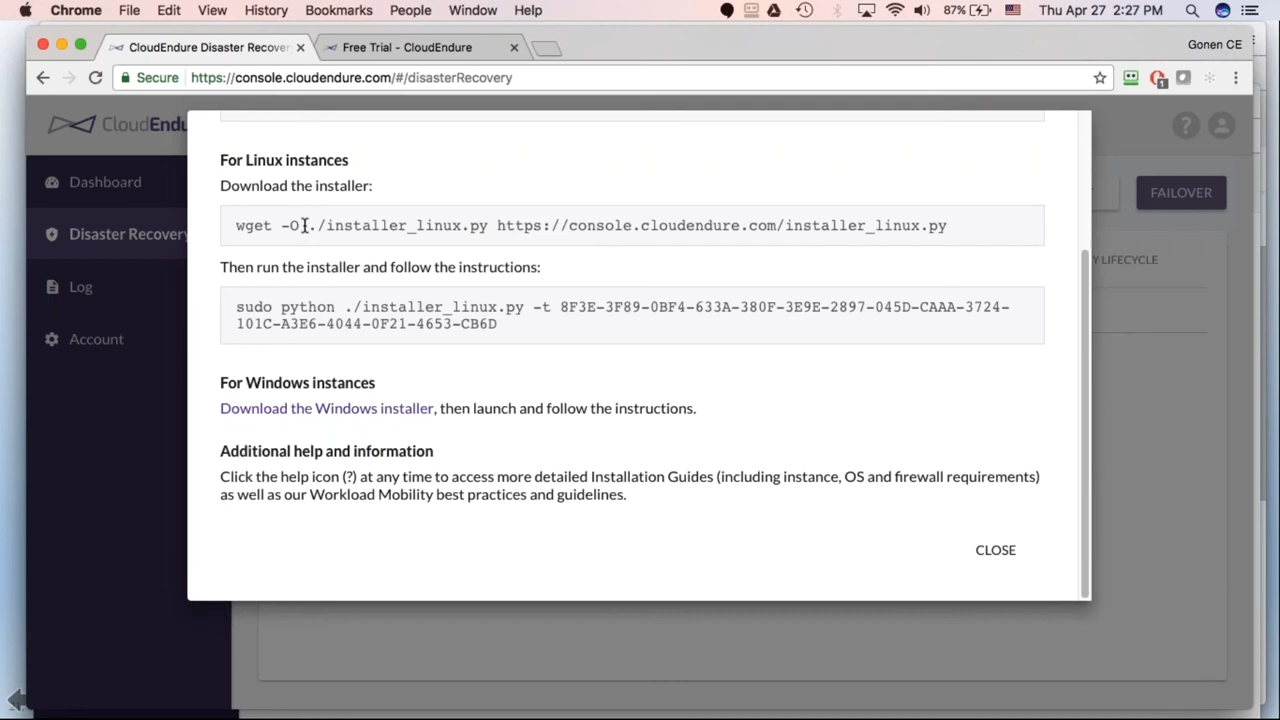 Chrome File Edit View History Bookmarks People Window Help 87% Thu Apr 27 2:27 PM
CloudEndure Disaster Recover Free Trial - CloudEndure Gonen CE
Secure https://console.cloudendure.com/#/disasterRecovery
CloudEndu
Dashboard
Disaster Recovery
Log
Account
FAILOVER
Y LIFECYCLE
For Linux instances
Download the installer:
wget -O ./installer_linux.py https://console.cloudendure.com/installer_linux.py
Then run the installer and follow the instructions:
sudo python ./installer_linux.py -t 8F3E-3F89-0BF4-633A-380F-3E9E-2897-045D-CAAA-3724-
101C-A3E6-4044-0F21-4653-CB6D
For Windows instances
Download the Windows installer, then launch and follow the instructions.
Additional help and information
Click the help icon (?) at any time to access more detailed Installation Guides (including instance, OS and firewall requirements)
as well as our Workload Mobility best practices and guidelines.
CLOSE